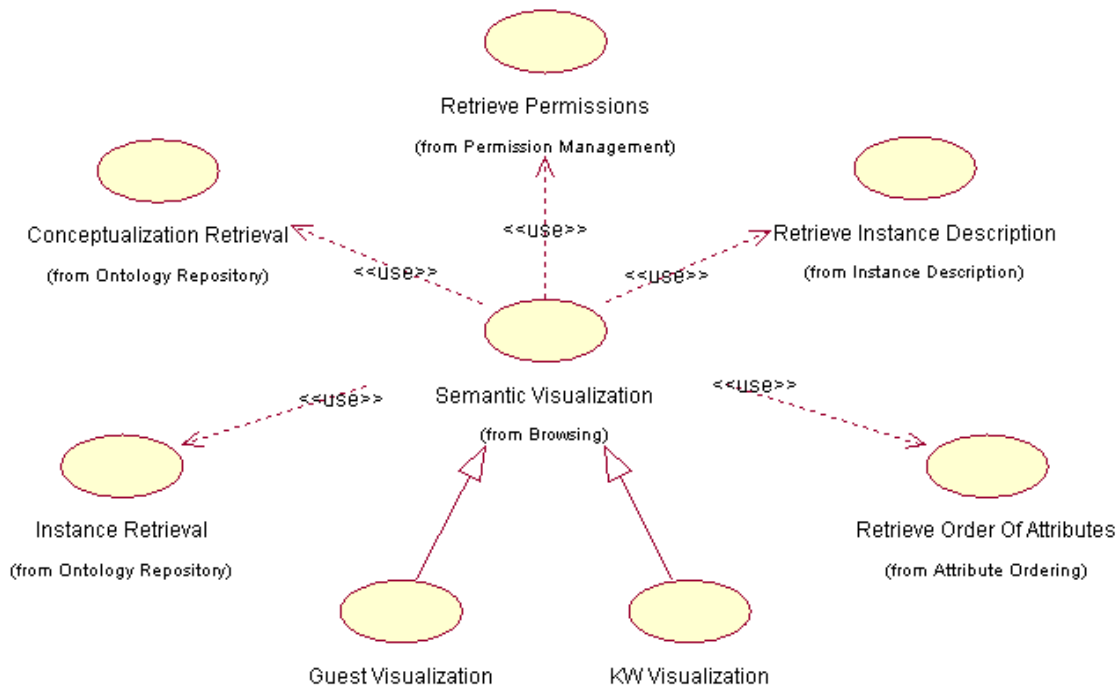 Retrieve Permissions
(from Permission Management)
Conceptualization Retrieval
(from Ontology Repository)
Retrieve Instance Description
(from Instance Description)
<<use>>
<<use>>
<<use>>
Semantic Visualization
(from Browsing)
<<use>>
<<use>>
Instance Retrieval
(from Ontology Repository)
Retrieve Order Of Attributes
(from Attribute Ordering)
Guest Visualization
KW Visualization